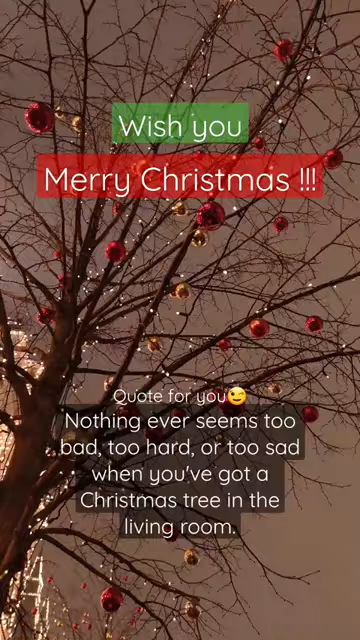 Wish you
Merry Christmas !!!
Quote for you😉
Nothing ever seems too
bad, too hard, or too sad
when you've got a
Christmas tree in the
living room.